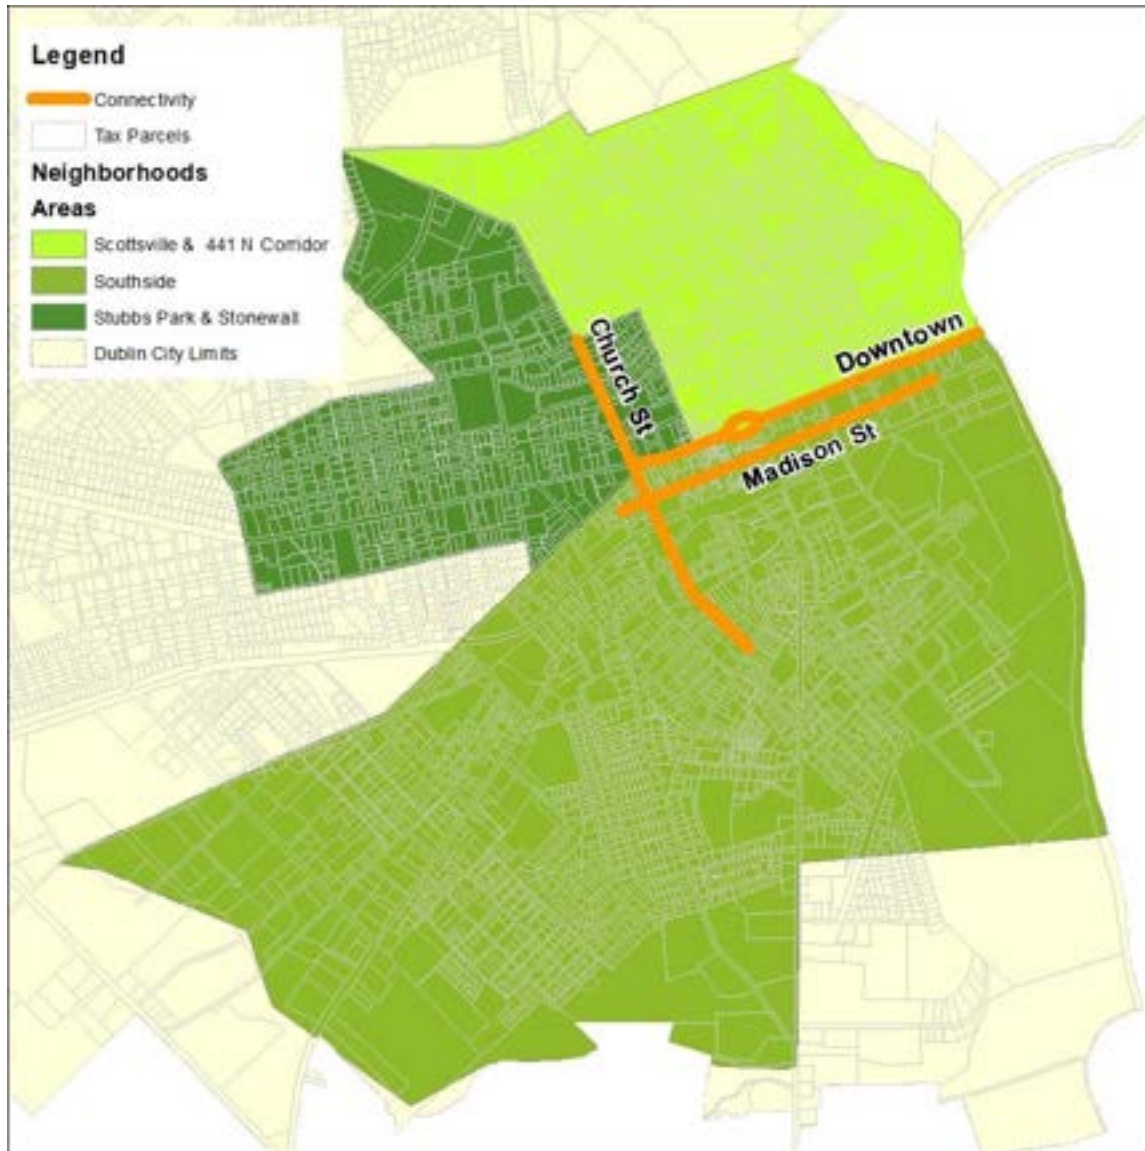 Legend
Connectivity
Tax Parcels
Neighborhoods
Areas
Scottsville & 441 N Corridor
Southside
Stubbs Park & Stonewall
Dublin City Limits
Church St
Downtown
Madison St